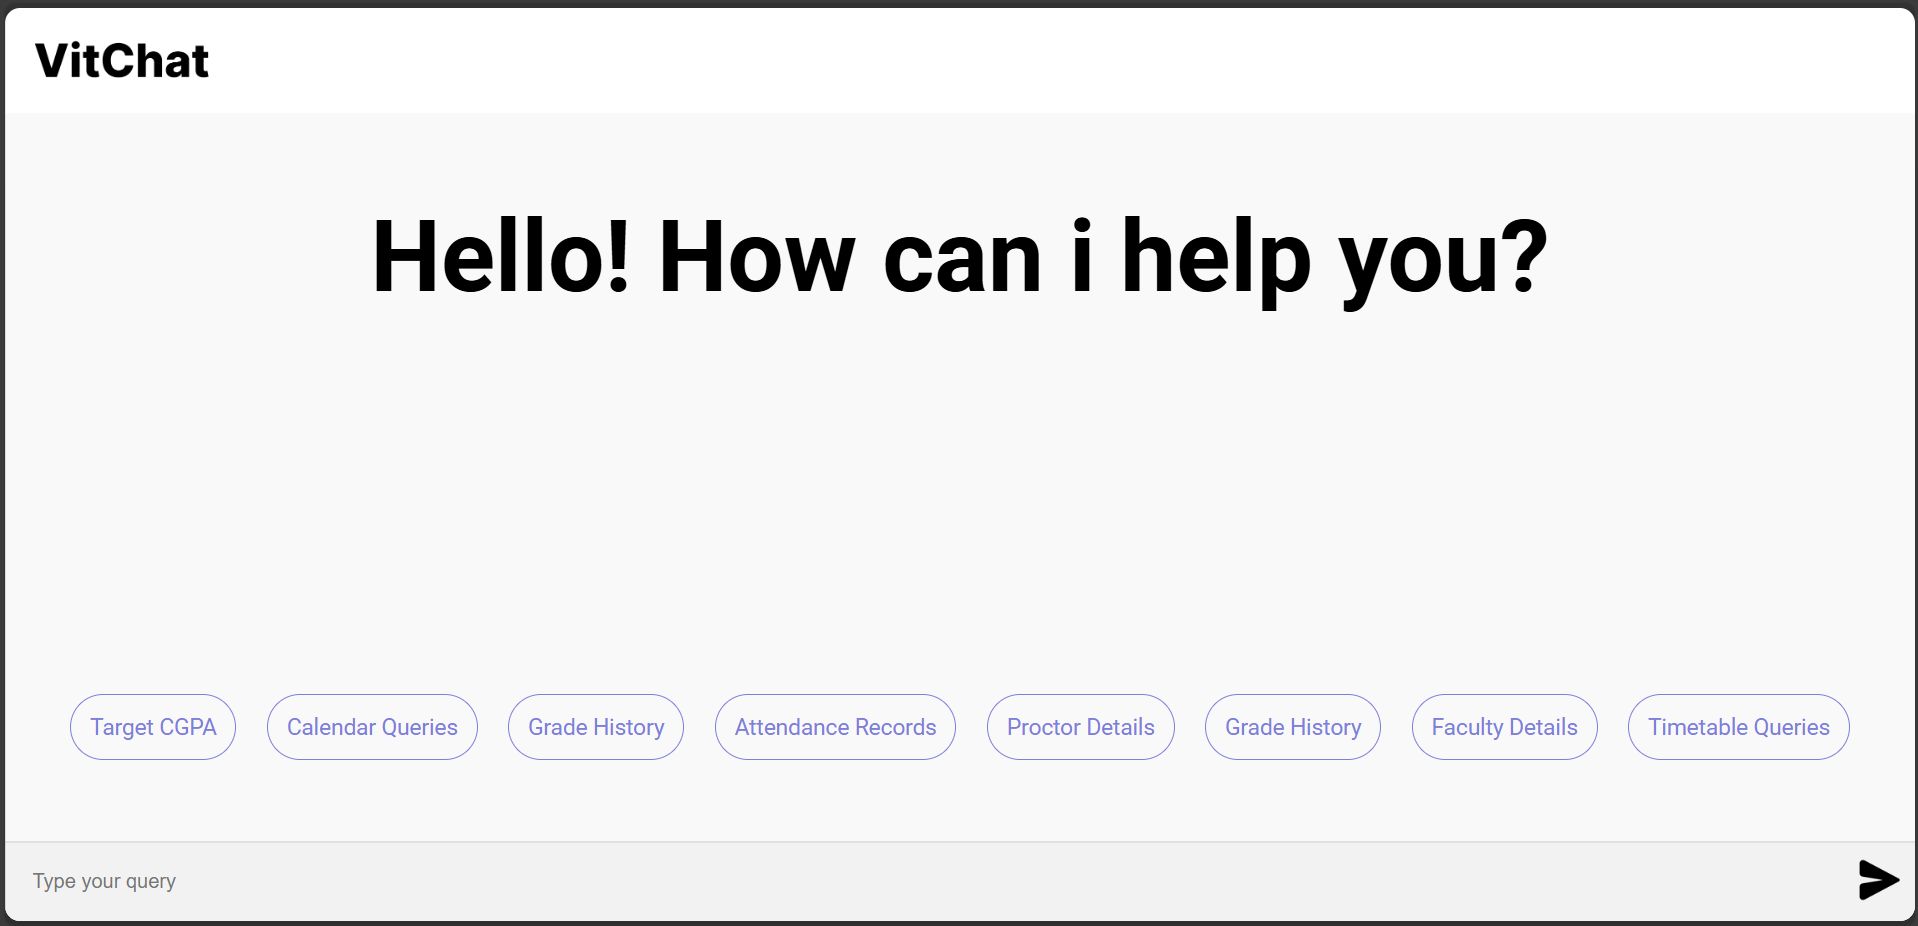 VitChat
Hello! How can i help you?
Target CGPA
Calendar Queries
Grade History
Attendance Records
Proctor Details
Grade History
Faculty Details
Timetable Queries
Type your query